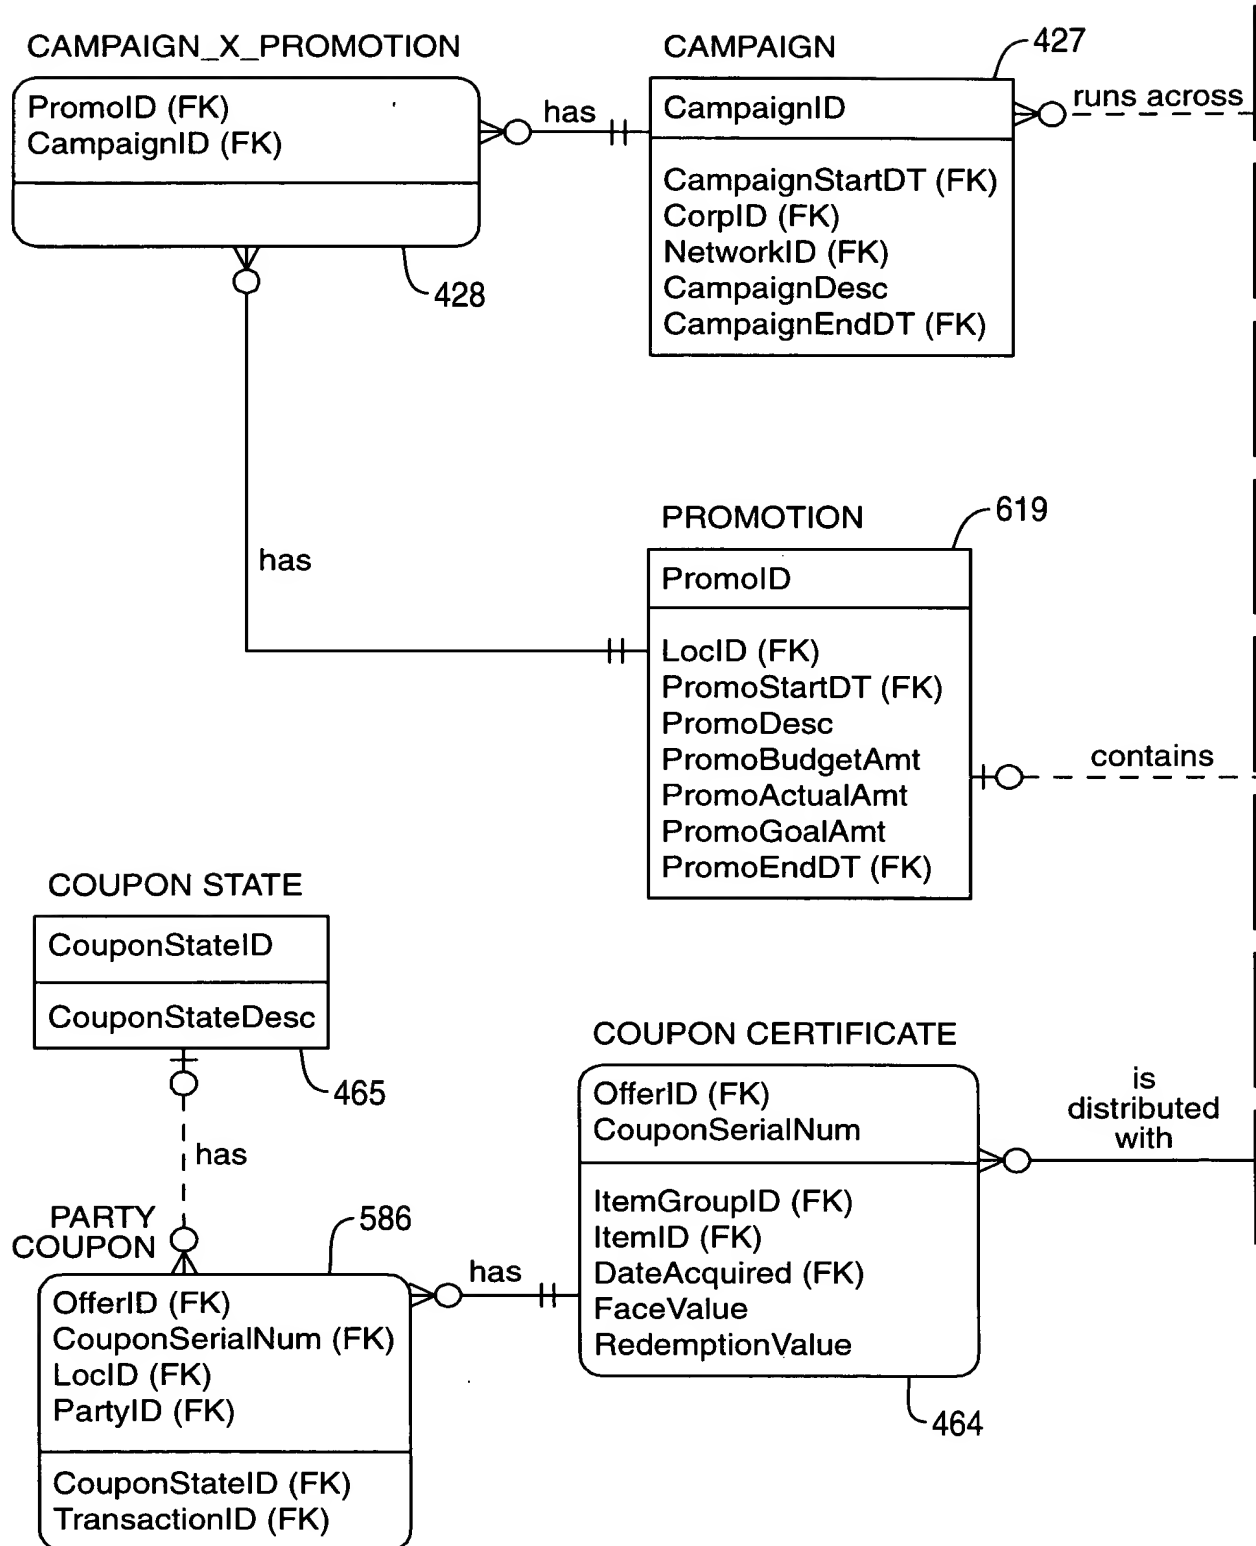 CAMPAIGN_X_PROMOTION
PromoID (FK)
CampaignID (FK)
428
has
CAMPAIGN
427
CampaignID
CampaignStartDT (FK)
CorpID (FK)
NetworkID (FK)
CampaignDesc
CampaignEndDT (FK)
runs across
has
PROMOTION
619
PromoID
LocID (FK)
PromoStartDT (FK)
PromoDesc
PromoBudgetAmt
PromoActualAmt
PromoGoalAmt
PromoEndDT (FK)
contains
COUPON STATE
CouponStateID
CouponStateDesc
465
has
COUPON CERTIFICATE
OfferID (FK)
CouponSerialNum
ItemGroupID (FK)
ItemID (FK)
DateAcquired (FK)
FaceValue
RedemptionValue
464
is
distributed
with
PARTY
COUPON
586
OfferID (FK)
CouponSerialNum (FK)
LocID (FK)
PartyID (FK)
CouponStateID (FK)
TransactionID (FK)
has